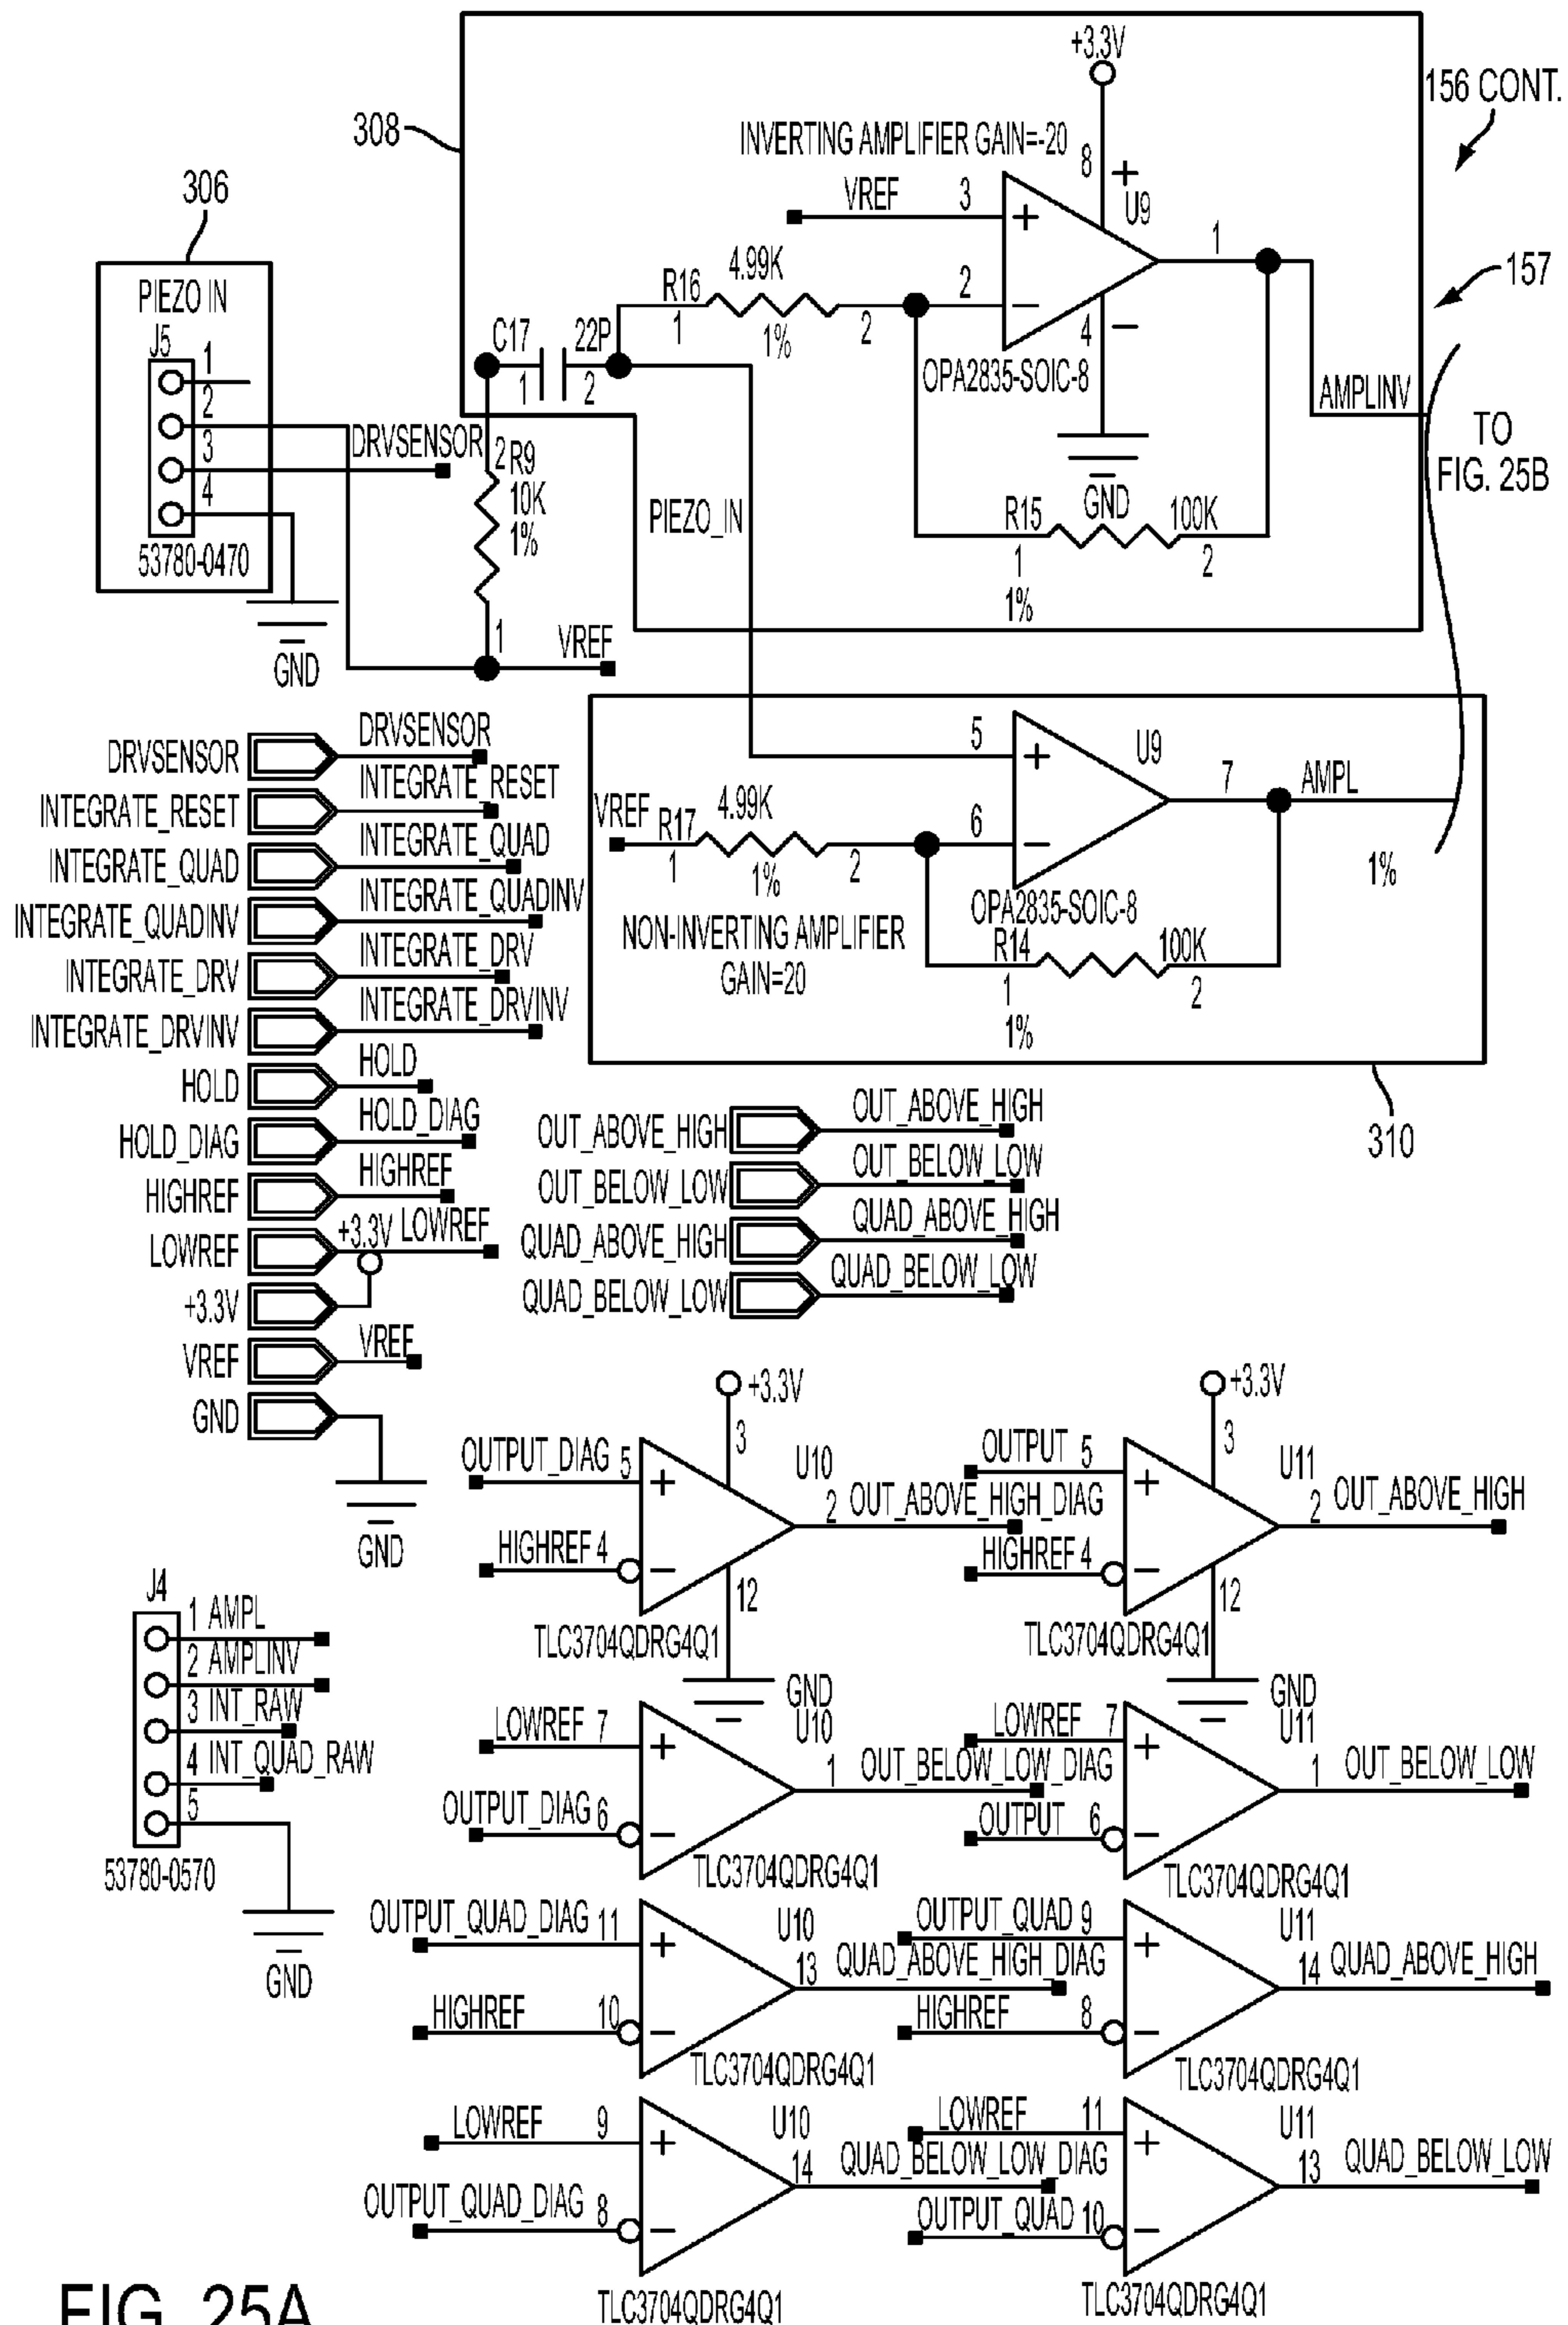 +3.3V
156 CONT.
308
INVERTING AMPLIFIER GAIN=-20
8
+
U9
VREF
3
+
306
1
157
PIEZO IN
J5
1
2
3
4
53780-0470
GND
DRVSENSOR
R16
4.99K
1
1%
2
2
−
4
−
C17
22P
1
2
OPA2835-SOIC-8
AMPLINV
TO
FIG. 25B
2
R9
10K
1%
1
PIEZO_IN
GND
R15
100K
1
2
1%
VREF
5
+
U9
7
AMPL
VREF
R17
4.99K
1
1%
2
6
−
1%
OPA2835-SOIC-8
NON-INVERTING AMPLIFIER
GAIN=20
R14
100K
1
2
1%
310
DRVSENSOR
DRVSENSOR
INTEGRATE_RESET
INTEGRATE_RESET
INTEGRATE_QUAD
INTEGRATE_QUAD
INTEGRATE_QUADINV
INTEGRATE_QUADINV
INTEGRATE_DRV
INTEGRATE_DRV
INTEGRATE_DRVINV
INTEGRATE_DRVINV
HOLD
HOLD
HOLD_DIAG
HOLD_DIAG
HIGHREF
HIGHREF
LOWREF
+3.3V
LOWREF
+3.3V
VREF
VREF
GND
GND
OUT_ABOVE_HIGH
OUT_ABOVE_HIGH
OUT_BELOW_LOW
OUT_BELOW_LOW
QUAD_ABOVE_HIGH
QUAD_ABOVE_HIGH
QUAD_BELOW_LOW
QUAD_BELOW_LOW
J4
1 AMPL
2 AMPLINV
3 INT_RAW
4 INT_QUAD_RAW
5
53780-0570
GND
+3.3V
3
OUTPUT_DIAG 5
+
U10
2 OUT_ABOVE_HIGH_DIAG
HIGHREF 4
−
12
TLC3704QDRG4Q1
GND
+3.3V
3
OUTPUT 5
+
U11
2 OUT_ABOVE_HIGH
HIGHREF 4
−
12
TLC3704QDRG4Q1
GND
LOWREF 7
+
U10
1 OUT_BELOW_LOW_DIAG
OUTPUT_DIAG 6
−
TLC3704QDRG4Q1
LOWREF 7
+
U11
1 OUT_BELOW_LOW
OUTPUT 6
−
TLC3704QDRG4Q1
OUTPUT_QUAD_DIAG 11
+
U10
13 QUAD_ABOVE_HIGH_DIAG
HIGHREF 10
−
TLC3704QDRG4Q1
OUTPUT_QUAD 9
+
U11
14 QUAD_ABOVE_HIGH
HIGHREF 8
−
TLC3704QDRG4Q1
LOWREF 9
+
U10
14 QUAD_BELOW_LOW_DIAG
OUTPUT_QUAD_DIAG 8
−
TLC3704QDRG4Q1
LOWREF 11
+
U11
13 QUAD_BELOW_LOW
OUTPUT_QUAD 10
−
TLC3704QDRG4Q1
FIG. 25A